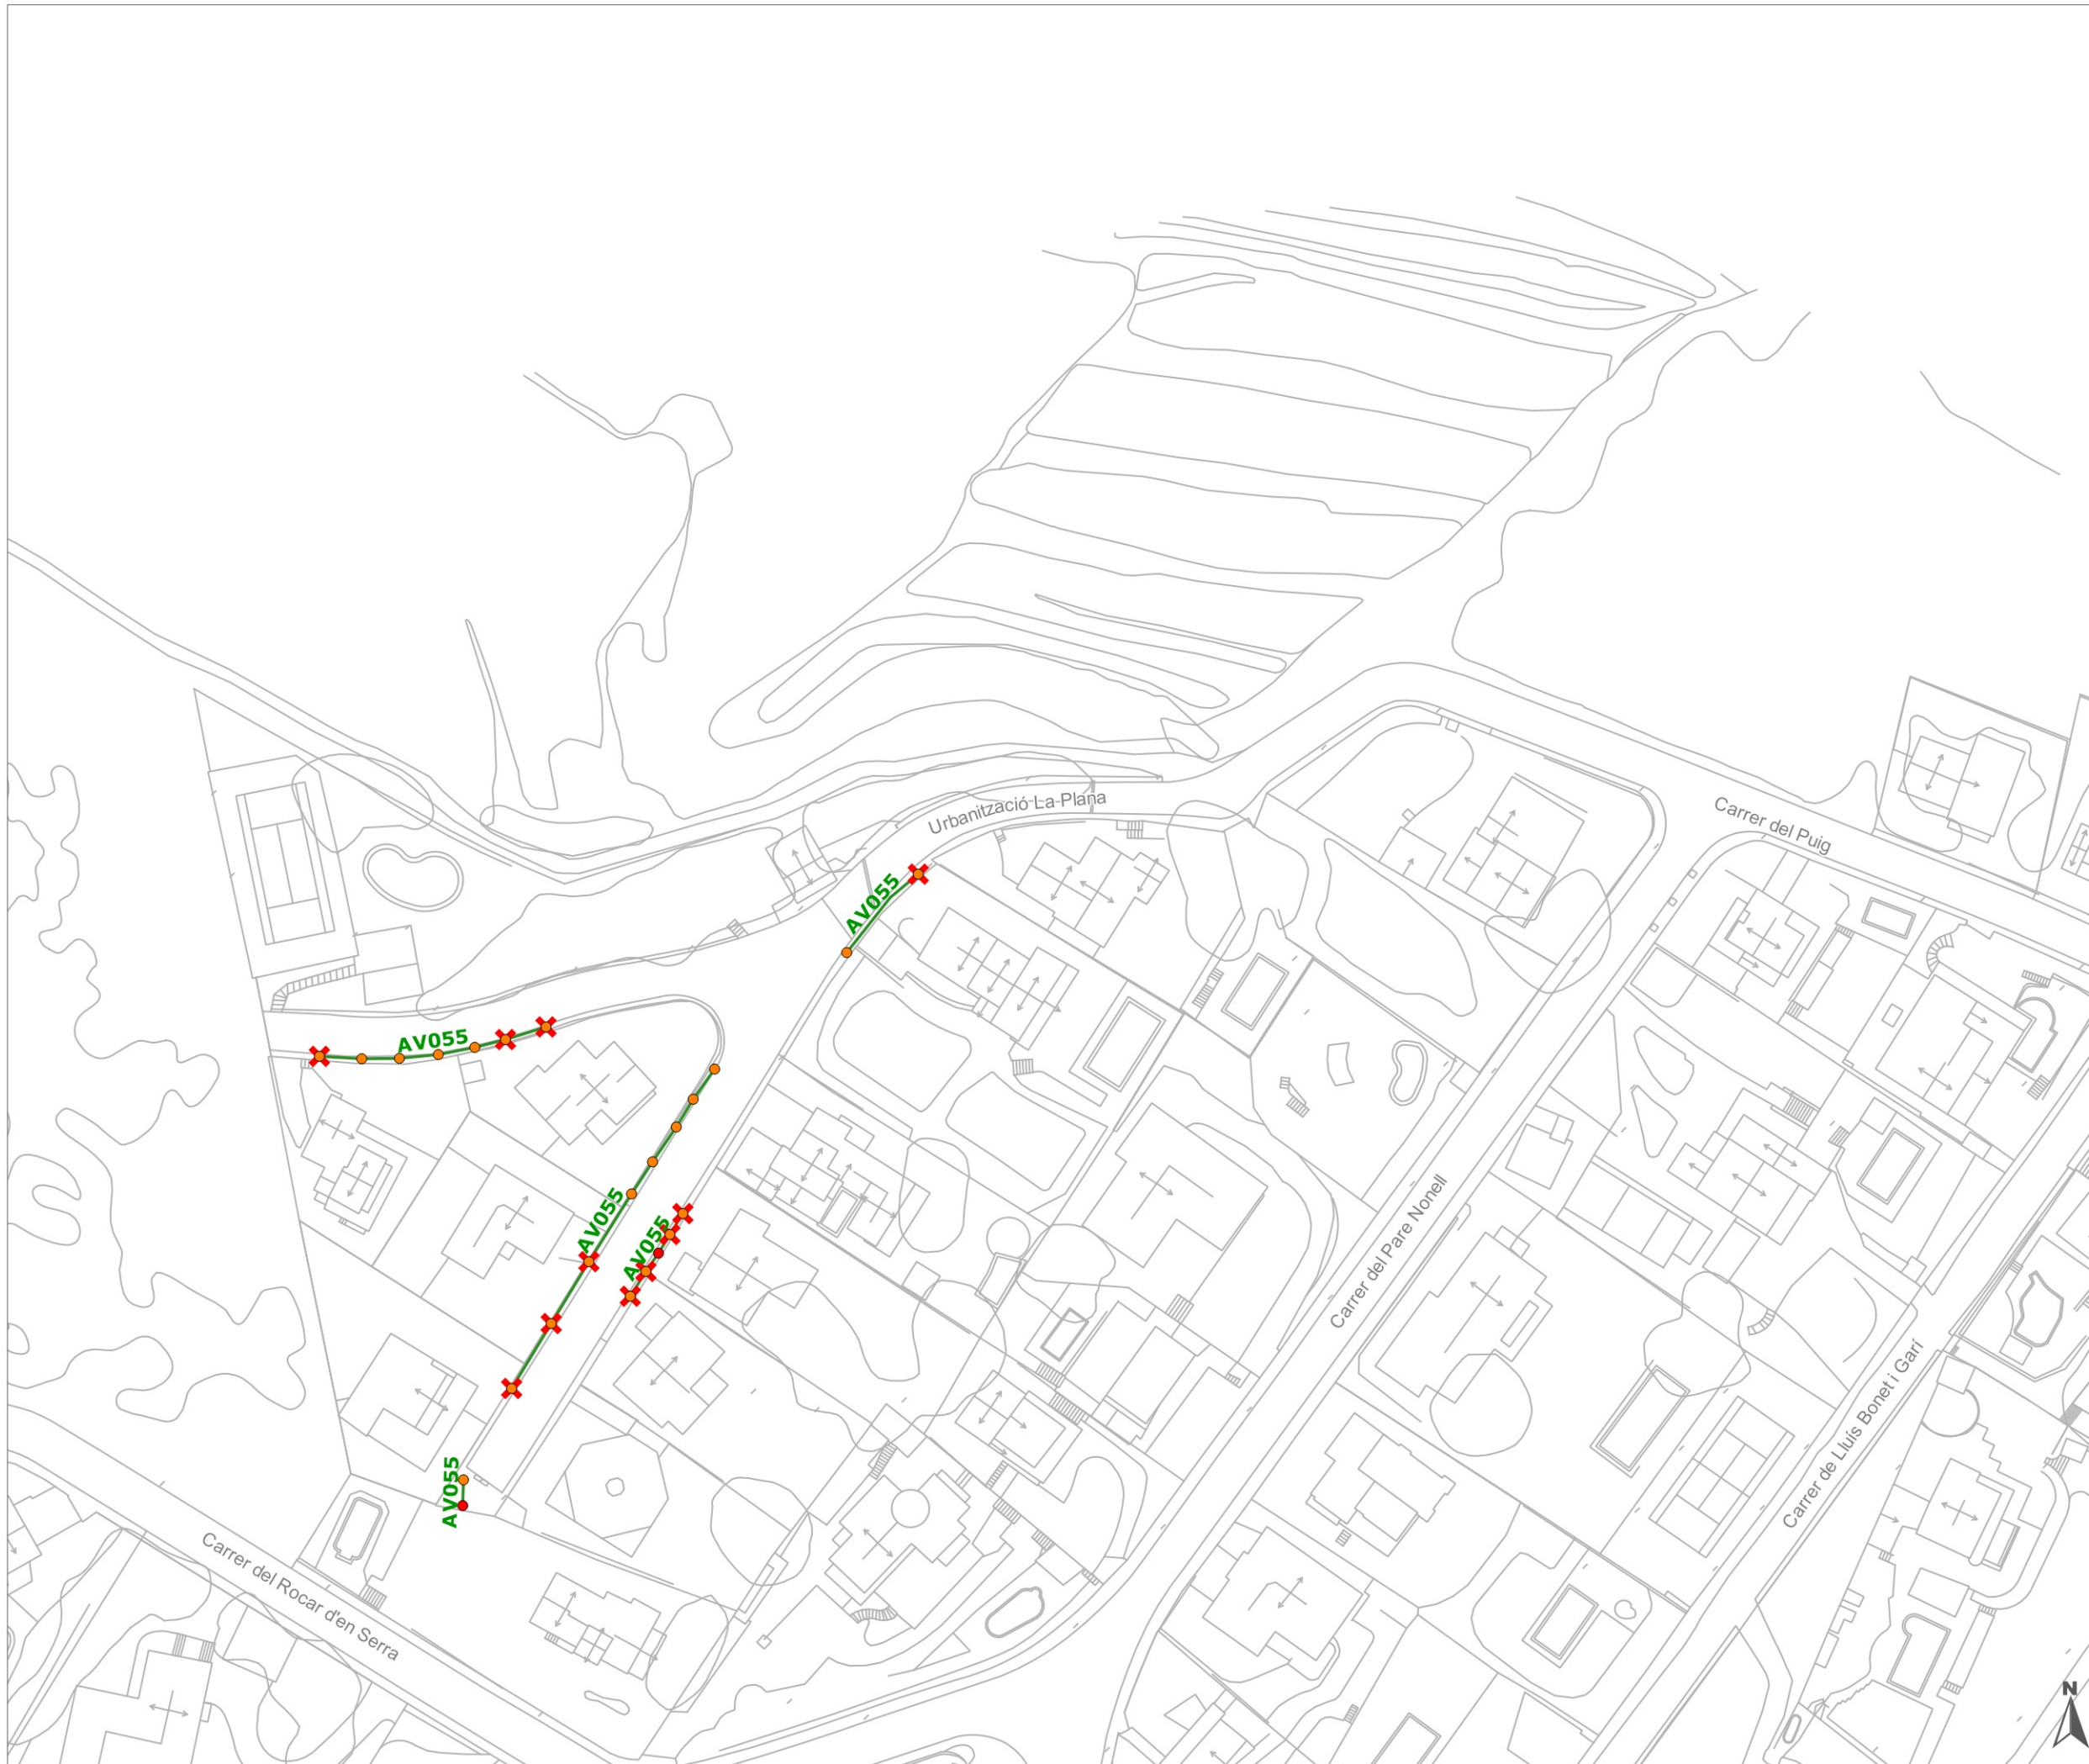 Urbanització La Plana
Carrer del Puig
AV055
AV055
AV055
AV055
Carrer del Pare Nonell
Carrer de Lluís Bonet i Garí
AV055
Carrer del Rocar d'en Serra
N